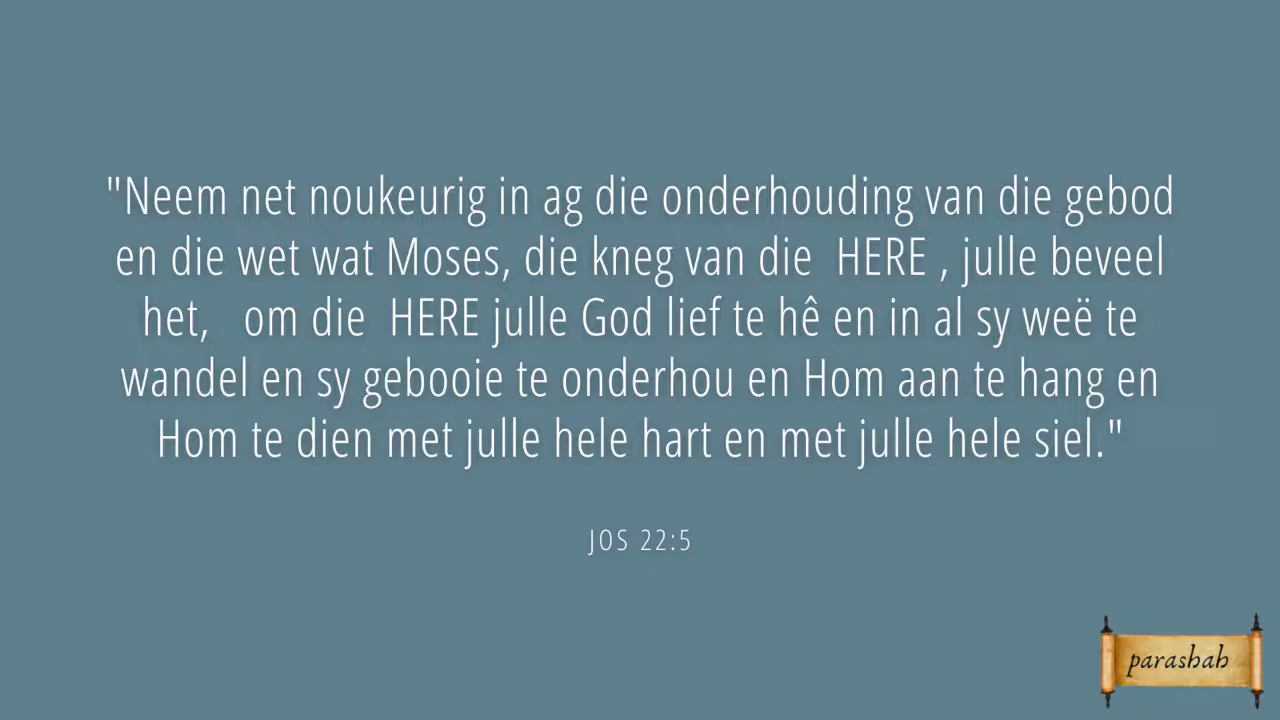 "Neem net noukeurig in ag die onderhouding van die gebod
en die wet wat Moses, die kneg van die  HERE , julle beveel
het,   om die  HERE julle God lief te hê en in al sy weë te
wandel en sy gebooie te onderhou en Hom aan te hang en
Hom te dien met julle hele hart en met julle hele siel."
JOS 22:5
parashah